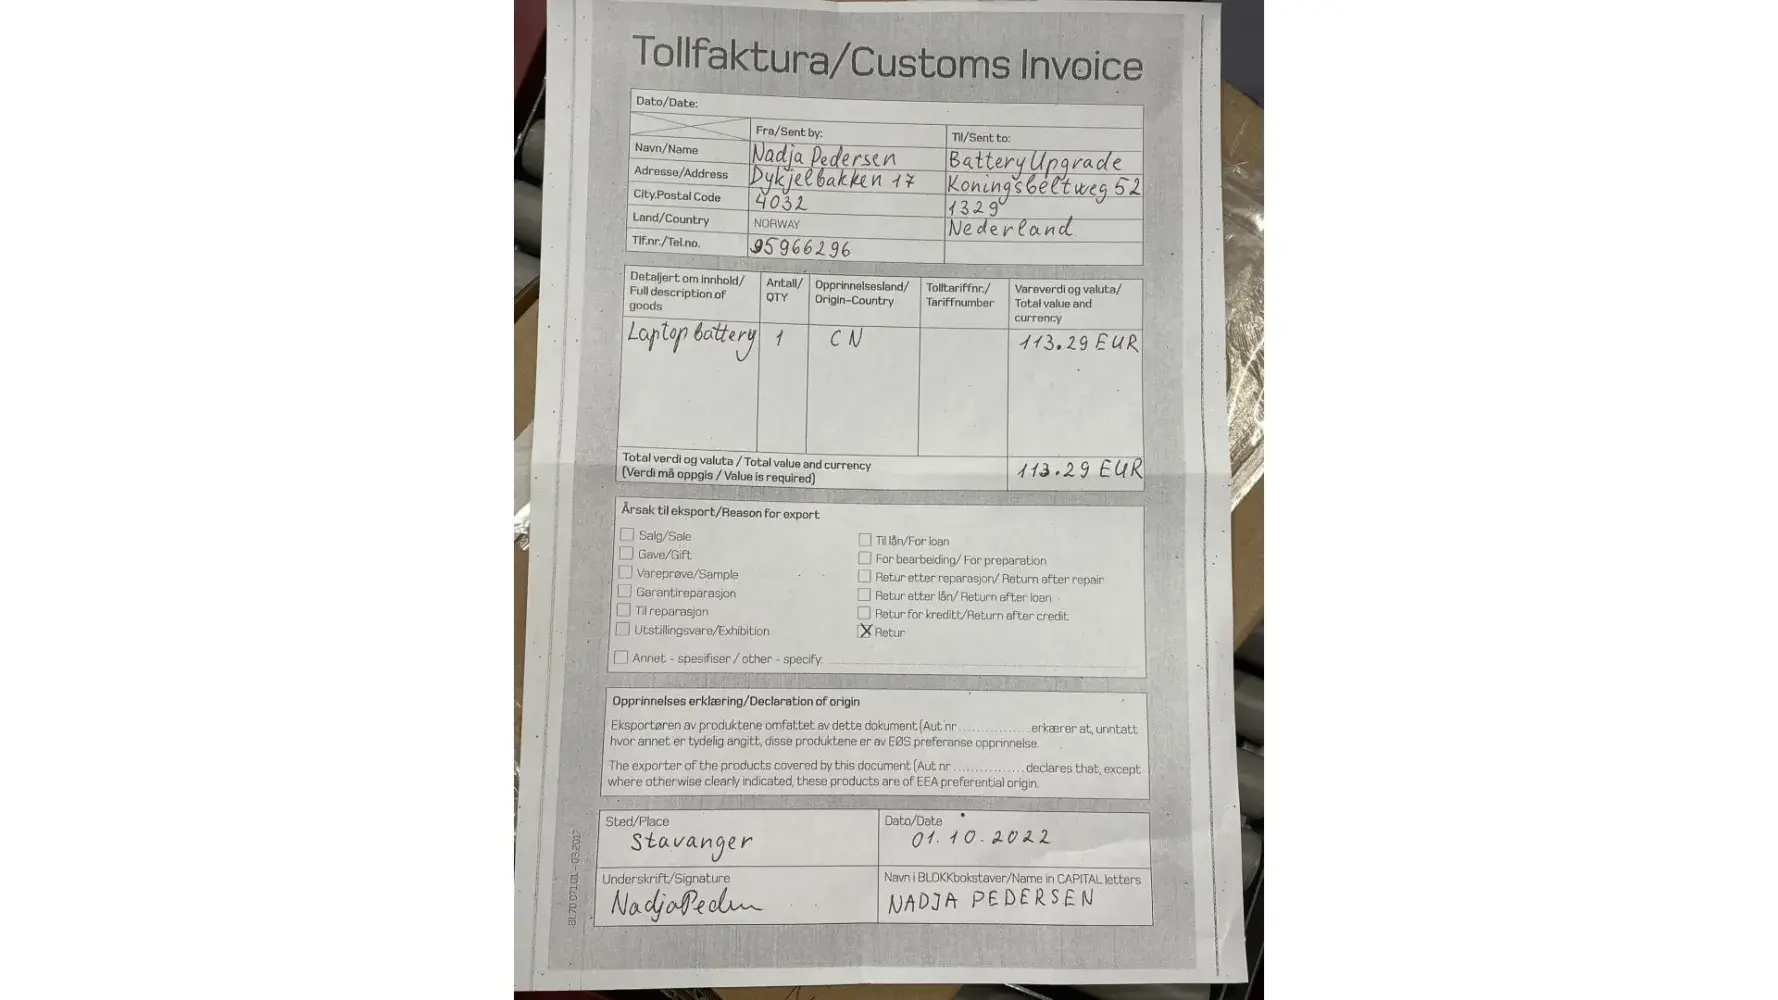 Tollfaktura/Customs Invoice
Dato/Date:
Fra/Sent by: Til/Sent to:
Navn/Name Nadja Pedersen BatteryUpgrade
Adresse/Address Dykjelbakken 17 Koningsbeltweg 52
City.Postal Code 4032 1329
Land/Country NORWAY Nederland
Tlf.nr./Tel.no. 95966296
Detaljert om innhold/ Full description of goods Antall/ QTY Opprinnelsesland/ Origin-Country Tolltariffnr./ Tariffnumber Vareverdi og valuta/ Total value and currency
Laptop battery 1 CN 113.29 EUR
Total verdi og valuta / Total value and currency
(Verdi må oppgis / Value is required) 113.29 EUR
Årsak til eksport/Reason for export
Salg/Sale Til lån/For loan
Gave/Gift For bearbeiding/ For preparation
Vareprøve/Sample Retur etter reparasjon/ Return after repair
Garantireparasjon Retur etter lån/ Return after loan
Til reparasjon Retur for kreditt/Return after credit
Utstillingsvare/Exhibition X Retur
Annet - spesifiser / other - specify:
Opprinnelses erklæring/Declaration of origin
Eksportøren av produktene omfattet av dette dokument (Aut nr ................ erkærer at, unntatt
hvor annet er tydelig angitt, disse produktene er av EØS preferanse opprinnelse.
The exporter of the products covered by this document (Aut nr ................ declares that, except
where otherwise clearly indicated, these products are of EEA preferential origin.
Sted/Place Dato/Date
Stavanger 01.10.2022
Underskrift/Signature Navn i BLOKKbokstaver/Name in CAPITAL letters
NadjaPeden NADJA PEDERSEN
BL70 071.01 - 03.2017